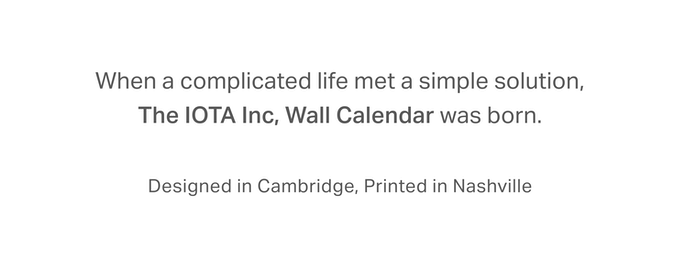 When a complicated life met a simple solution,
The IOTA Inc, Wall Calendar was born.
Designed in Cambridge, Printed in Nashville